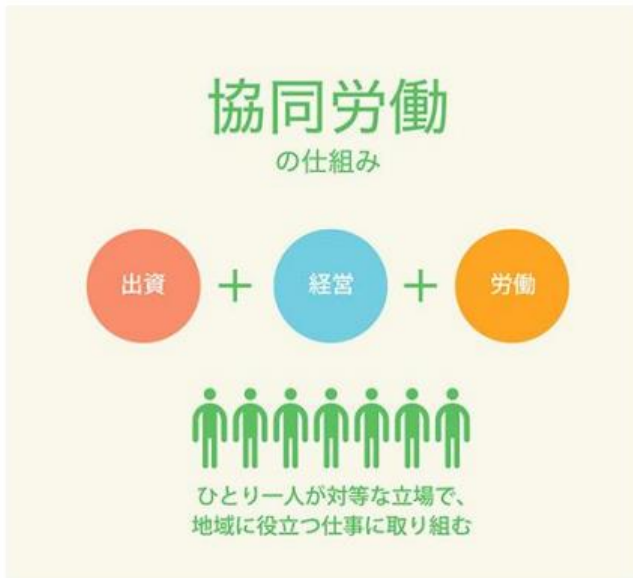 協同労働
の仕組み
出資 + 経営 + 労働
ひとり一人が対等な立場で、
地域に役立つ仕事に取り組む